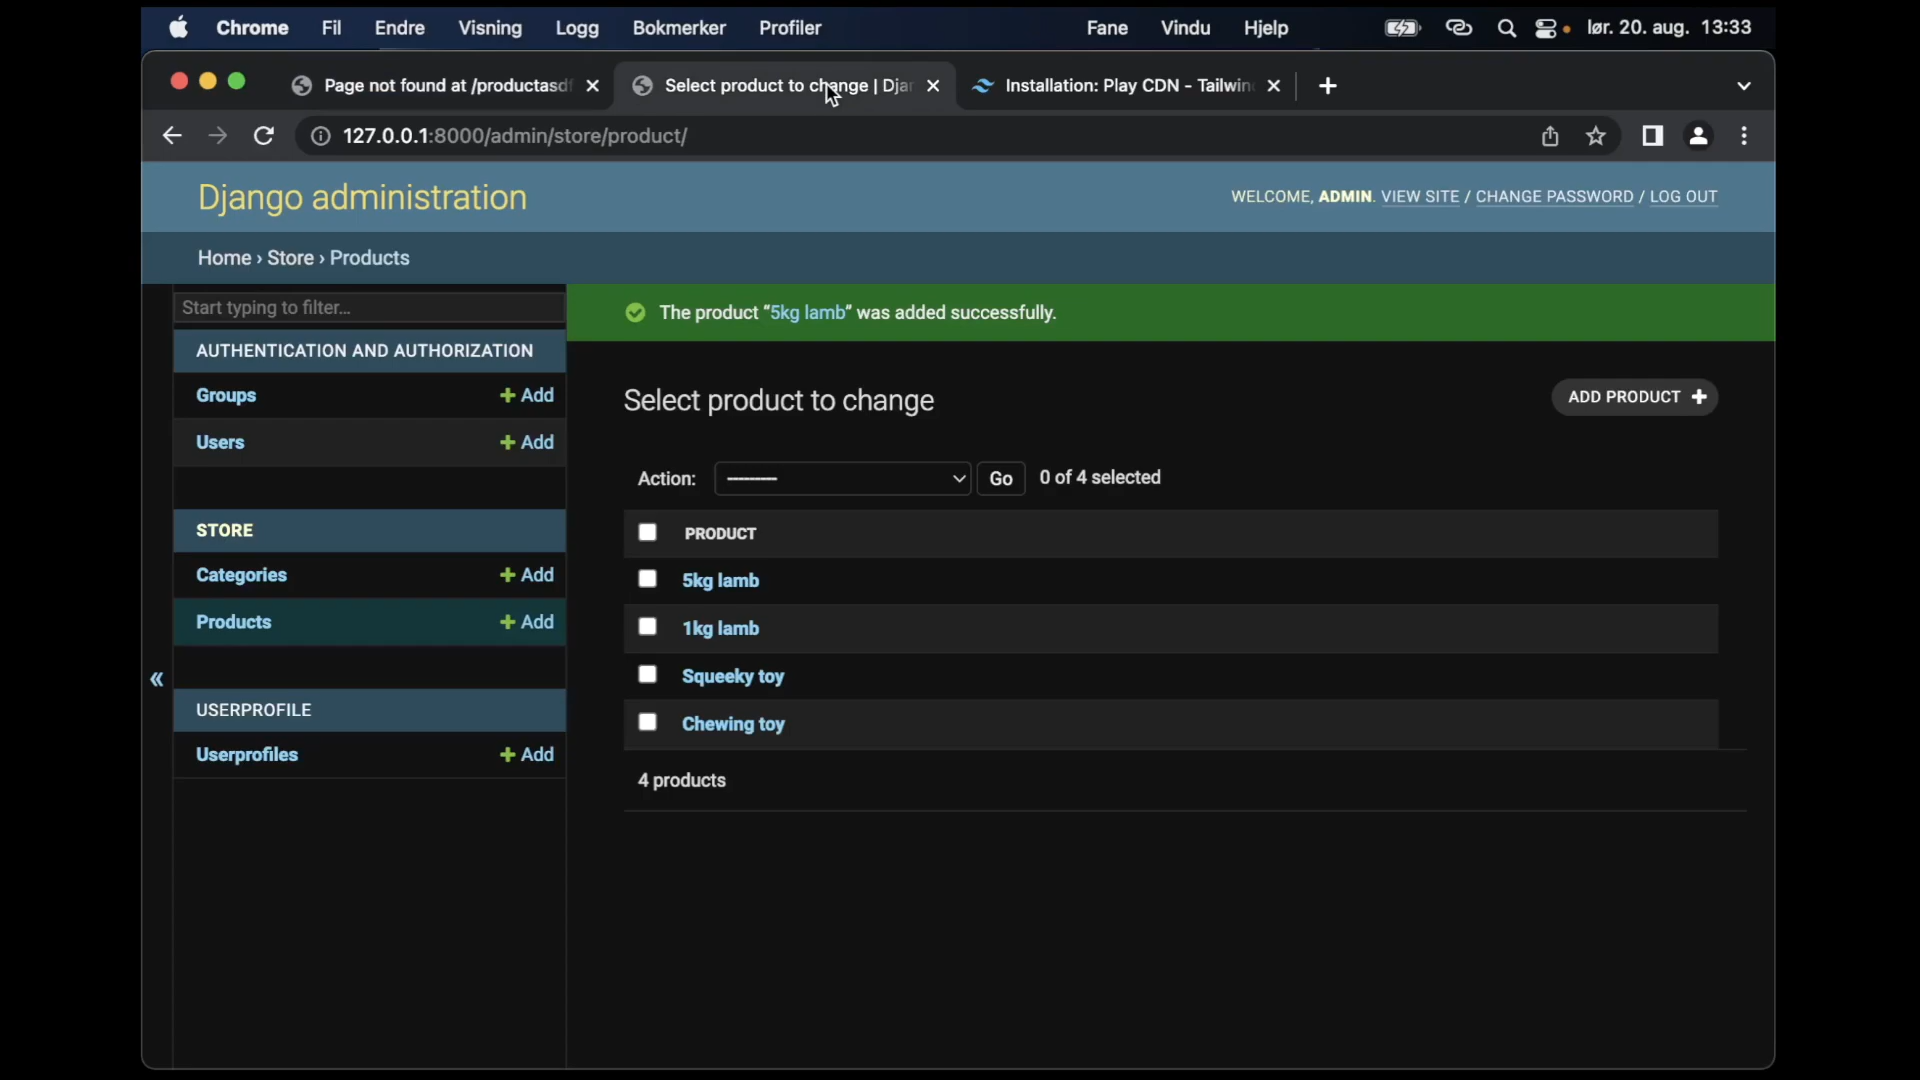 Chrome Fil Endre Visning Logg Bokmerker Profiler Fane Vindu Hjelp lør. 20. aug. 13:33
Page not found at /productasdf Select product to change | Djan Installation: Play CDN - Tailwin
127.0.0.1:8000/admin/store/product/
Django administration
WELCOME, ADMIN. VIEW SITE / CHANGE PASSWORD / LOG OUT
Home › Store › Products
Start typing to filter...
AUTHENTICATION AND AUTHORIZATION
Groups + Add
Users + Add
STORE
Categories + Add
Products + Add
«
USERPROFILE
Userprofiles + Add
The product “5kg lamb” was added successfully.
Select product to change
ADD PRODUCT +
Action: --------- Go 0 of 4 selected
PRODUCT
5kg lamb
1kg lamb
Squeeky toy
Chewing toy
4 products